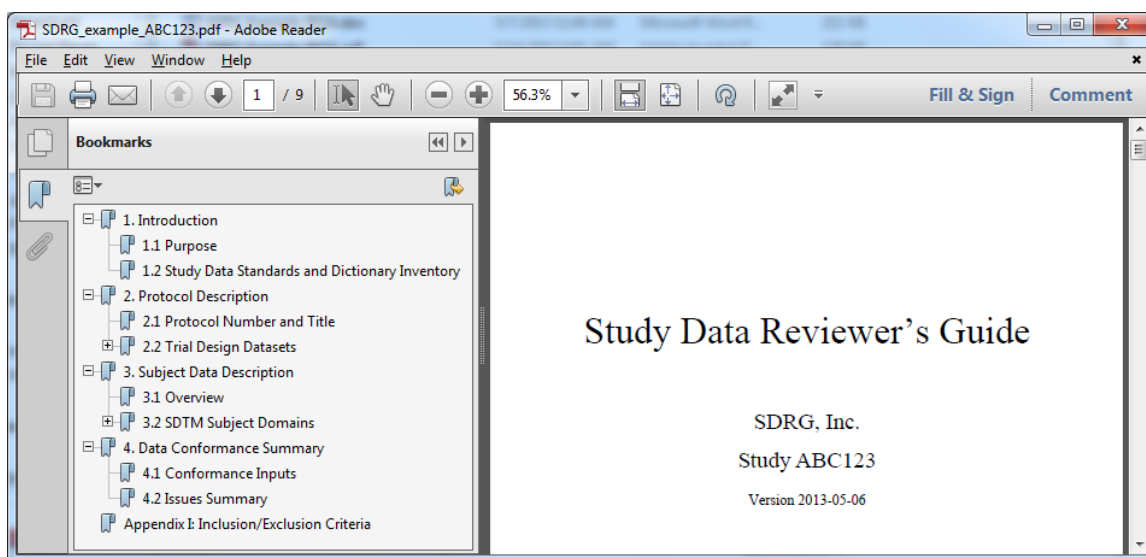 SDRG_example_ABC123.pdf - Adobe Reader
File Edit View Window Help
1 / 9 56.3% Fill & Sign Comment
Bookmarks
1. Introduction
1.1 Purpose
1.2 Study Data Standards and Dictionary Inventory
2. Protocol Description
2.1 Protocol Number and Title
2.2 Trial Design Datasets
3. Subject Data Description
3.1 Overview
3.2 SDTM Subject Domains
4. Data Conformance Summary
4.1 Conformance Inputs
4.2 Issues Summary
Appendix I: Inclusion/Exclusion Criteria
Study Data Reviewer’s Guide
SDRG, Inc.
Study ABC123
Version 2013-05-06